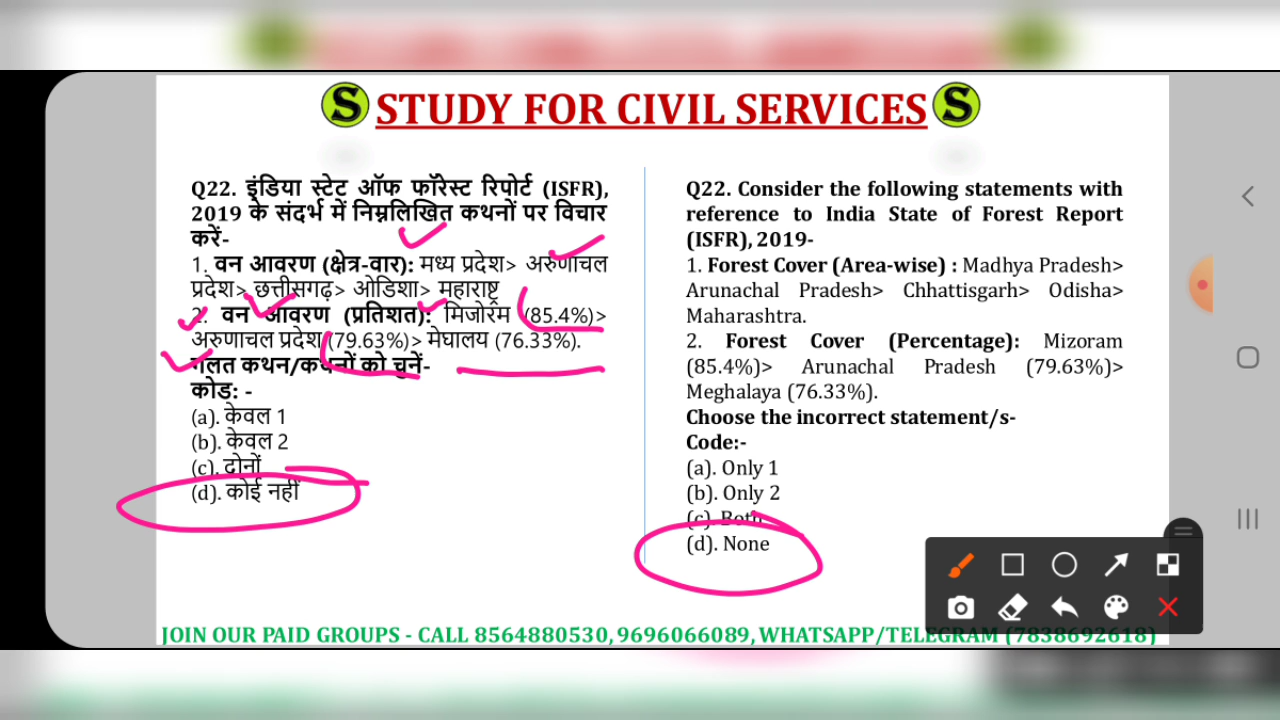 S STUDY FOR CIVIL SERVICES S
Q22. इंडिया स्टेट ऑफ फॉरेस्ट रिपोर्ट (ISFR),
2019 के संदर्भ में निम्नलिखित कथनों पर विचार
करें-
1. वन आवरण (क्षेत्र-वार): मध्य प्रदेश> अरुणाचल
प्रदेश> छत्तीसगढ़> ओडिशा> महाराष्ट्र
2. वन आवरण (प्रतिशत): मिजोरम (85.4%)>
अरुणाचल प्रदेश (79.63%)> मेघालय (76.33%).
गलत कथन/कथनों को चुनें-
कोड: -
(a). केवल 1
(b). केवल 2
(c). दोनों
(d). कोई नहीं
Q22. Consider the following statements with
reference to India State of Forest Report
(ISFR), 2019-
1. Forest Cover (Area-wise) : Madhya Pradesh>
Arunachal Pradesh> Chhattisgarh> Odisha>
Maharashtra.
2. Forest Cover (Percentage): Mizoram
(85.4%)> Arunachal Pradesh (79.63%)>
Meghalaya (76.33%).
Choose the incorrect statement/s-
Code:-
(a). Only 1
(b). Only 2
(c). Both
(d). None
JOIN OUR PAID GROUPS - CALL 8564880530, 9696066089, WHATSAPP/TELEGRAM (7838692618)